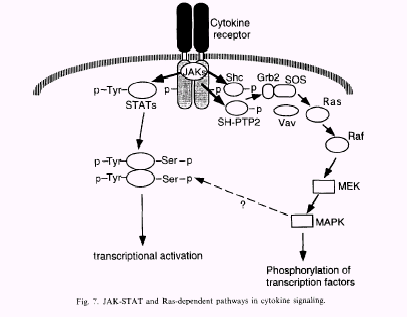 Cytokine
receptor
JAKs
p-Tyr-
STATs
p-
Shc
-p
-p
SH-PTP2
-p
Grb2
SOS
Vav
Ras
Raf
MEK
MAPK
?
p-Tyr- -Ser-p
p-Tyr- -Ser-p
transcriptional activation
Phosphorylation of
transcription factors
Fig. 7. JAK-STAT and Ras-dependent pathways in cytokine signaling.